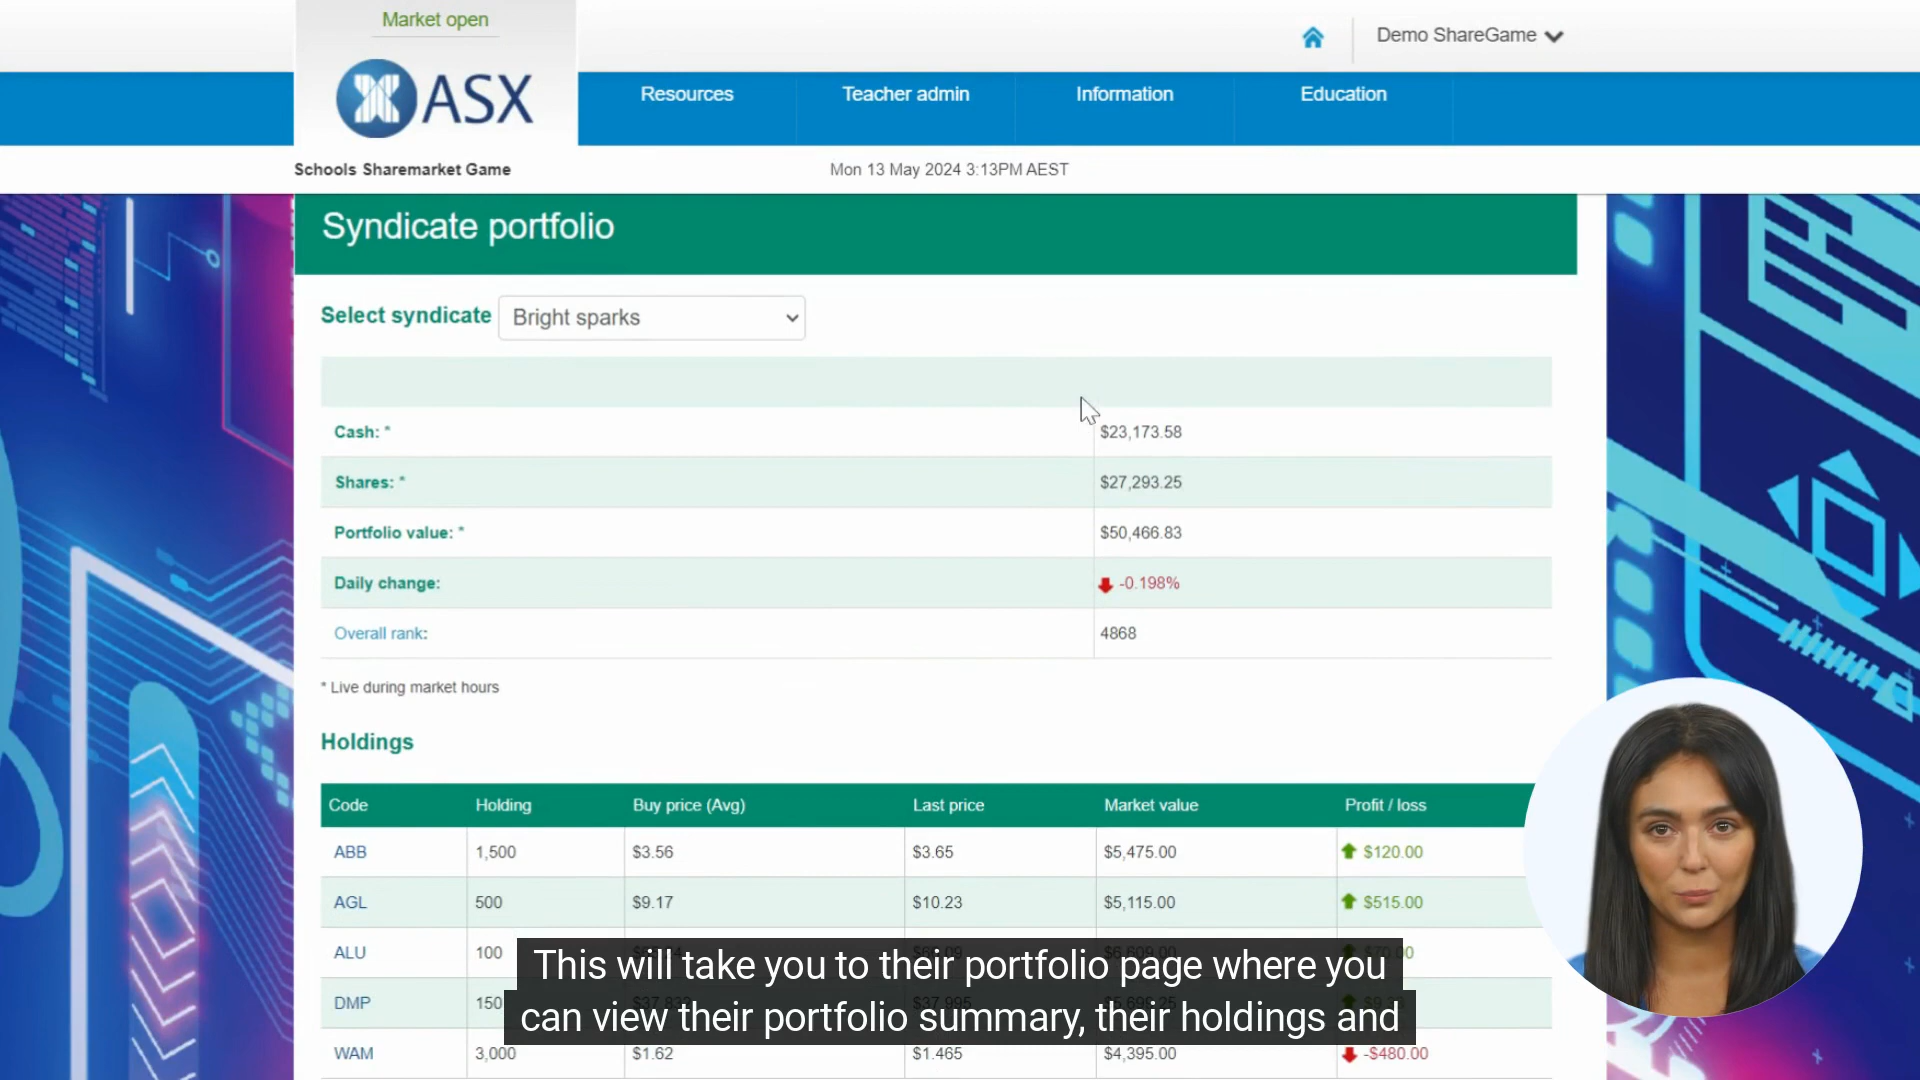 Market open
Demo ShareGame
ASX
Resources Teacher admin Information Education
Schools Sharemarket Game Mon 13 May 2024 3:13PM AEST
Syndicate portfolio
Select syndicate Bright sparks
Cash: * $23,173.58
Shares: * $27,293.25
Portfolio value: * $50,466.83
Daily change: -0.198%
Overall rank: 4868
* Live during market hours
Holdings
Code Holding Buy price (Avg) Last price Market value Profit / loss
ABB 1,500 $3.56 $3.65 $5,475.00 $120.00
AGL 500 $9.17 $10.23 $5,115.00 $515.00
ALU 100
This will take you to their portfolio page where you
DMP 150
can view their portfolio summary, their holdings and
WAM 3,000 $1.62 $1.465 $4,395.00 -$480.00